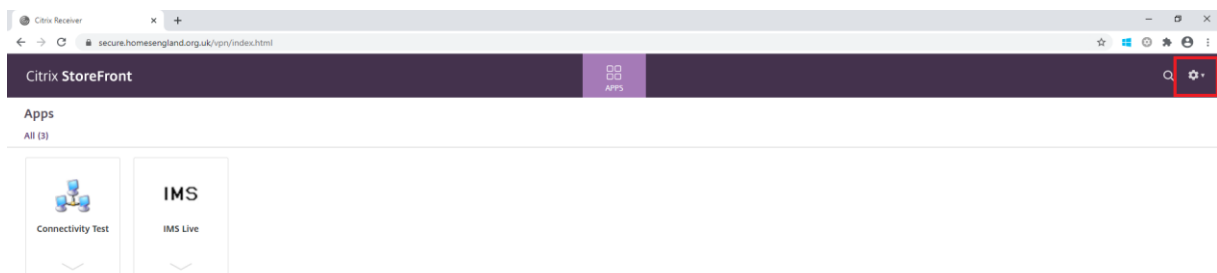 Citrix Receiver
secure.homesengland.org.uk/vpn/index.html
Citrix StoreFront
APPS
Apps
All (3)
IMS
Connectivity Test
IMS Live